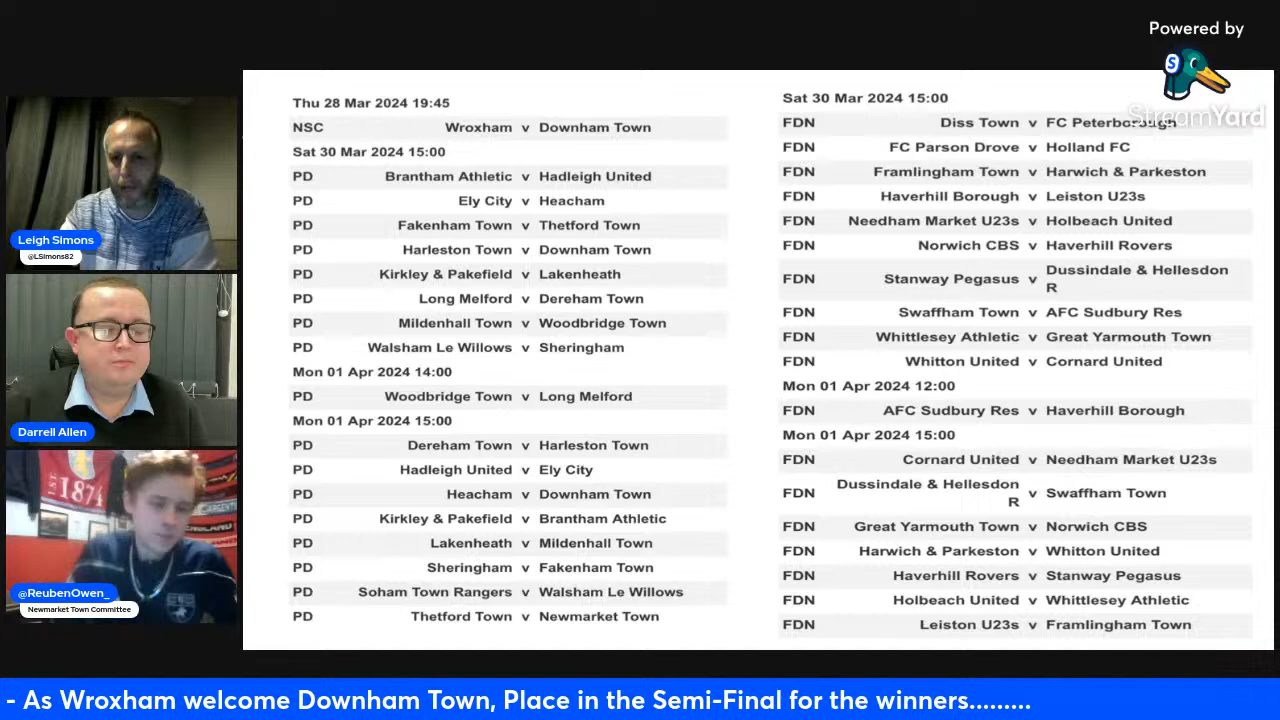 Powered by
StreamYard
Leigh Simons
@LSimons82
Darrell Allen
EST
1874
@ReubenOwen_
Newmarket Town Committee
Thu 28 Mar 2024 19:45
NSC Wroxham v Downham Town
Sat 30 Mar 2024 15:00
PD Brantham Athletic v Hadleigh United
PD Ely City v Heacham
PD Fakenham Town v Thetford Town
PD Harleston Town v Downham Town
PD Kirkley & Pakefield v Lakenheath
PD Long Melford v Dereham Town
PD Mildenhall Town v Woodbridge Town
PD Walsham Le Willows v Sheringham
Mon 01 Apr 2024 14:00
PD Woodbridge Town v Long Melford
Mon 01 Apr 2024 15:00
PD Dereham Town v Harleston Town
PD Hadleigh United v Ely City
PD Heacham v Downham Town
PD Kirkley & Pakefield v Brantham Athletic
PD Lakenheath v Mildenhall Town
PD Sheringham v Fakenham Town
PD Soham Town Rangers v Walsham Le Willows
PD Thetford Town v Newmarket Town
Sat 30 Mar 2024 15:00
FDN Diss Town v FC Peterborough
FDN FC Parson Drove v Holland FC
FDN Framlingham Town v Harwich & Parkeston
FDN Haverhill Borough v Leiston U23s
FDN Needham Market U23s v Holbeach United
FDN Norwich CBS v Haverhill Rovers
FDN Stanway Pegasus v Dussindale & Hellesdon
R
FDN Swaffham Town v AFC Sudbury Res
FDN Whittlesey Athletic v Great Yarmouth Town
FDN Whitton United v Cornard United
Mon 01 Apr 2024 12:00
FDN AFC Sudbury Res v Haverhill Borough
Mon 01 Apr 2024 15:00
FDN Cornard United v Needham Market U23s
FDN Dussindale & Hellesdon
R v Swaffham Town
FDN Great Yarmouth Town v Norwich CBS
FDN Harwich & Parkeston v Whitton United
FDN Haverhill Rovers v Stanway Pegasus
FDN Holbeach United v Whittlesey Athletic
FDN Leiston U23s v Framlingham Town
- As Wroxham welcome Downham Town, Place in the Semi-Final for the winners.........